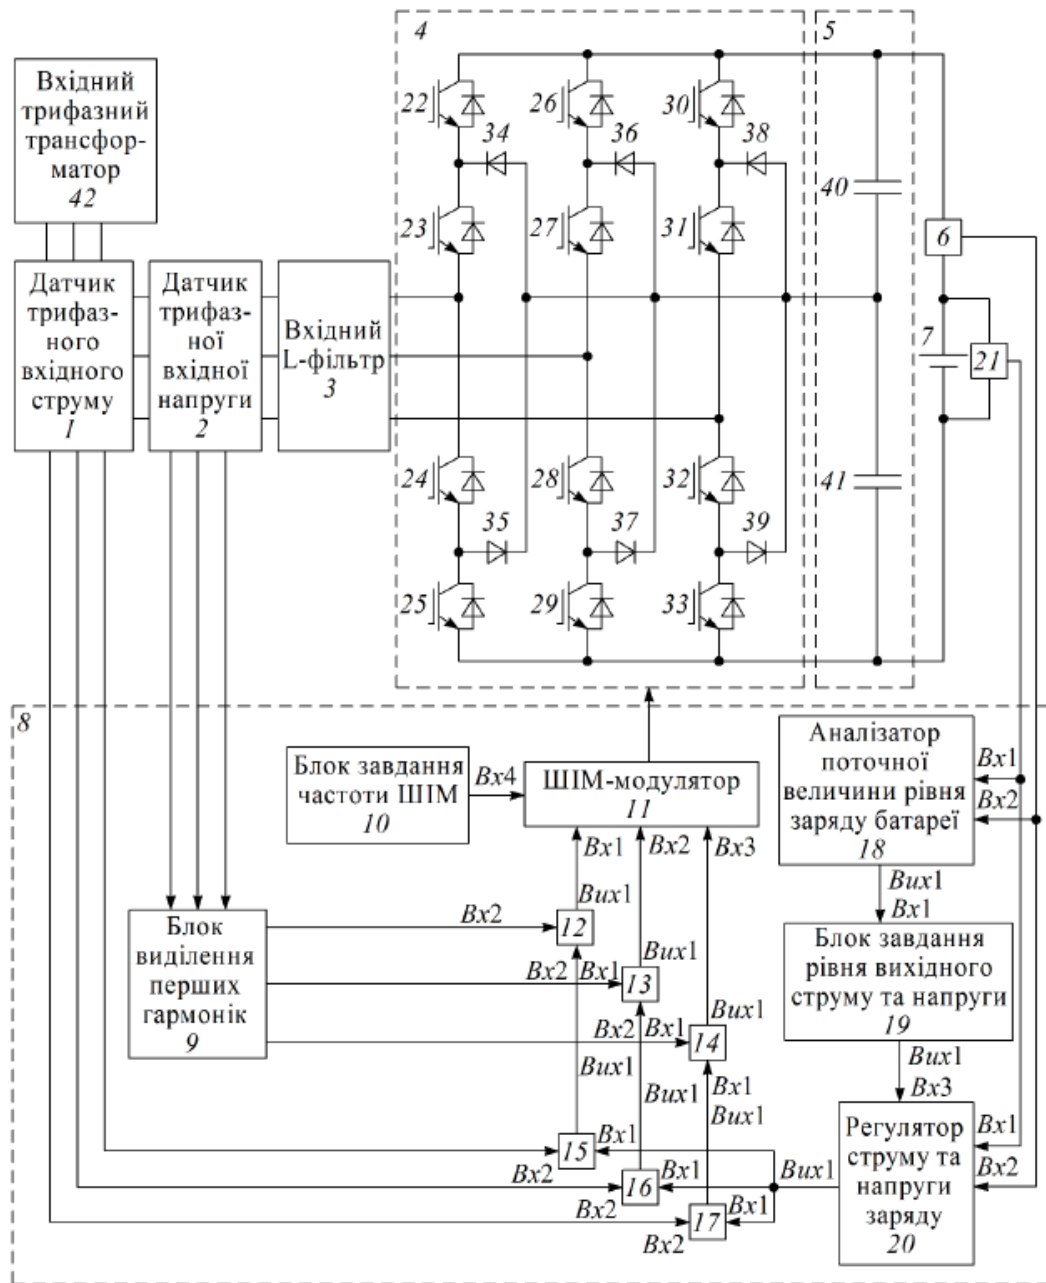 4
5
Вхідний
трифазний
трансфор-
матор
42
22
26
30
34
36
38
40
23
27
31
6
Датчик
трифаз-
ного
вхідного
струму
1
Датчик
трифаз-
ної
вхідної
напруги
2
Вхідний
L-фільтр
3
7
21
24
28
32
41
35
37
39
25
29
33
8
Блок завдання
частоти ШІМ
10
Вх4
ШІМ-модулятор
11
Аналізатор
поточної
величини рівня
заряду батареї
18
Вх1
Вх2
Вх1
Вх2
Вх3
Вих1
Вх1
Вих1
Вх2
12
Блок
виділення
перших
гармонік
9
Блок завдання
рівня вихідного
струму та напруги
19
Вих1
Вх2
Вх1
13
Вих1
Вх2
Вх1
14
Вих1
Вх3
Вих1
Вих1
Вх1
Вих1
Регулятор
струму та
напруги
заряду
20
Вх1
Вх2
Вх1
15
Вх2
Вх1
16
Вих1
Вх2
Вх1
17
Вх2